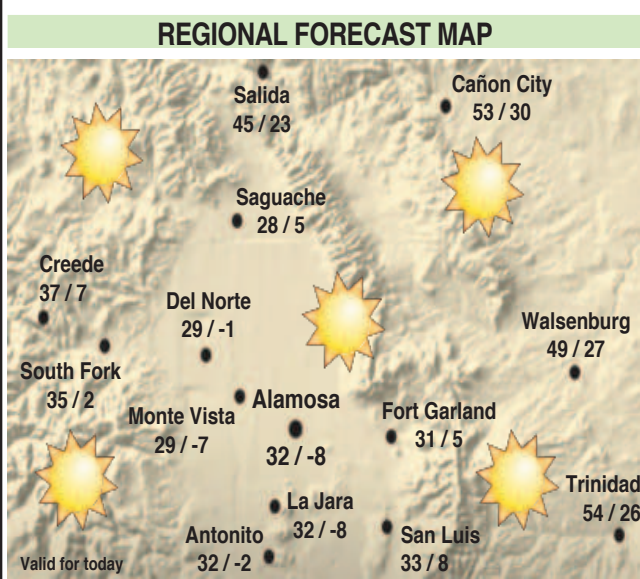 REGIONAL FORECAST MAP
Salida
45 / 23
Cañon City
53 / 30
Saguache
28 / 5
Creede
37 / 7
Del Norte
29 / -1
Walsenburg
49 / 27
South Fork
35 / 2
Monte Vista
29 / -7
Alamosa
32 / -8
Fort Garland
31 / 5
La Jara
32 / -8
Trinidad
54 / 26
Antonito
32 / -2
San Luis
33 / 8
Valid for today